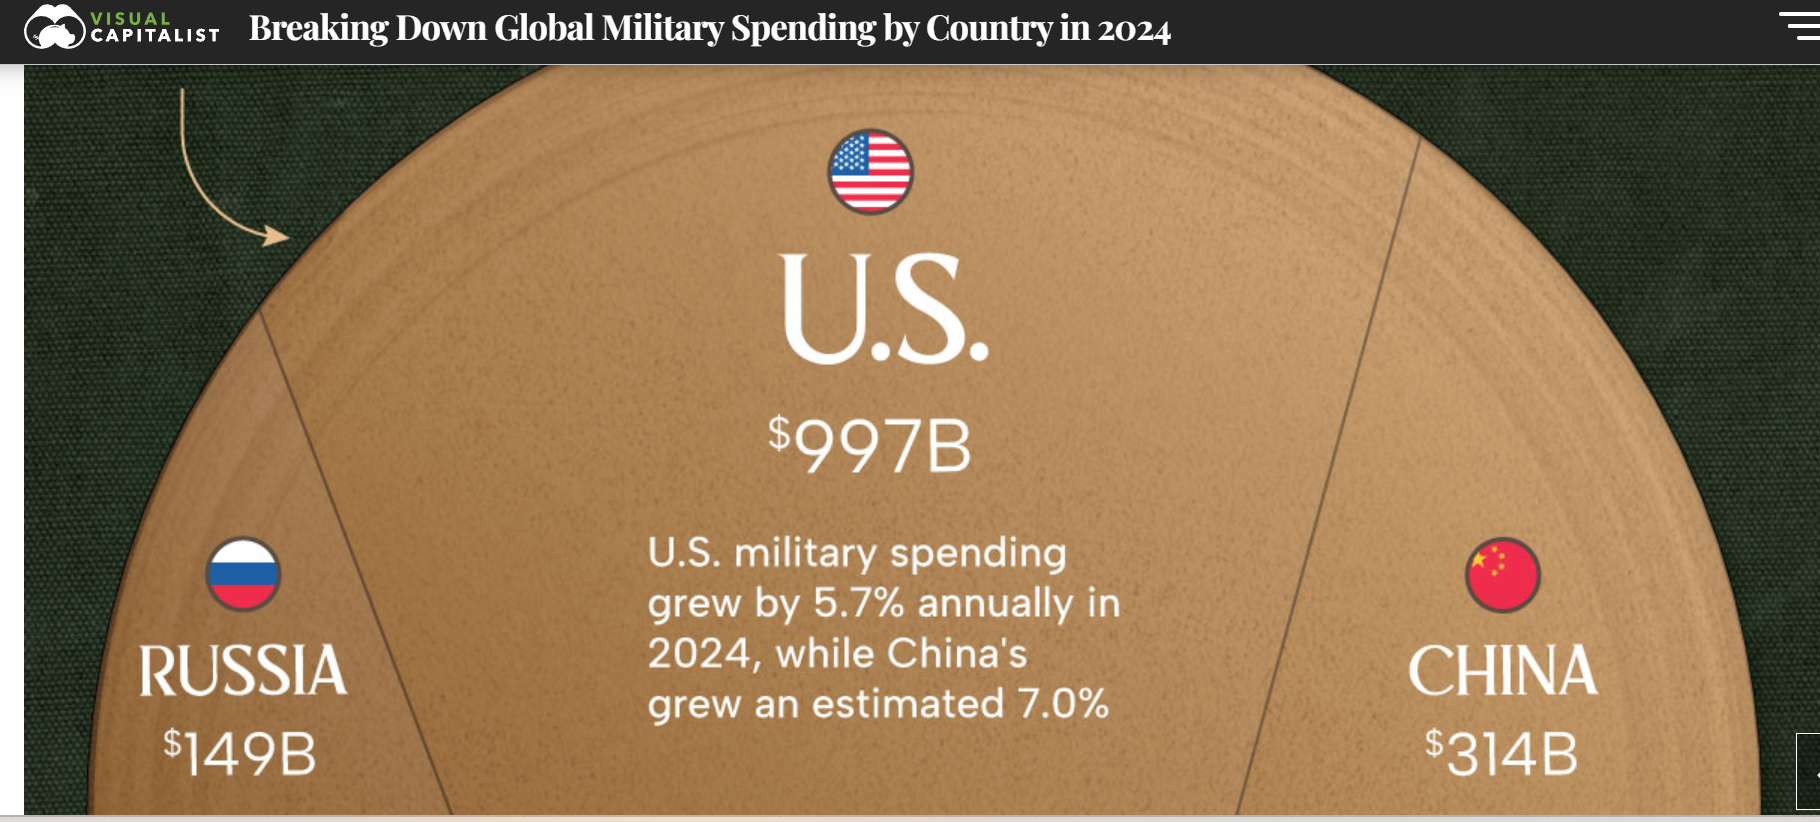 VISUAL
CAPITALIST
Breaking Down Global Military Spending by Country in 2024
U.S.
$997B
U.S. military spending
grew by 5.7% annually in
2024, while China's
grew an estimated 7.0%
RUSSIA
$149B
CHINA
$314B